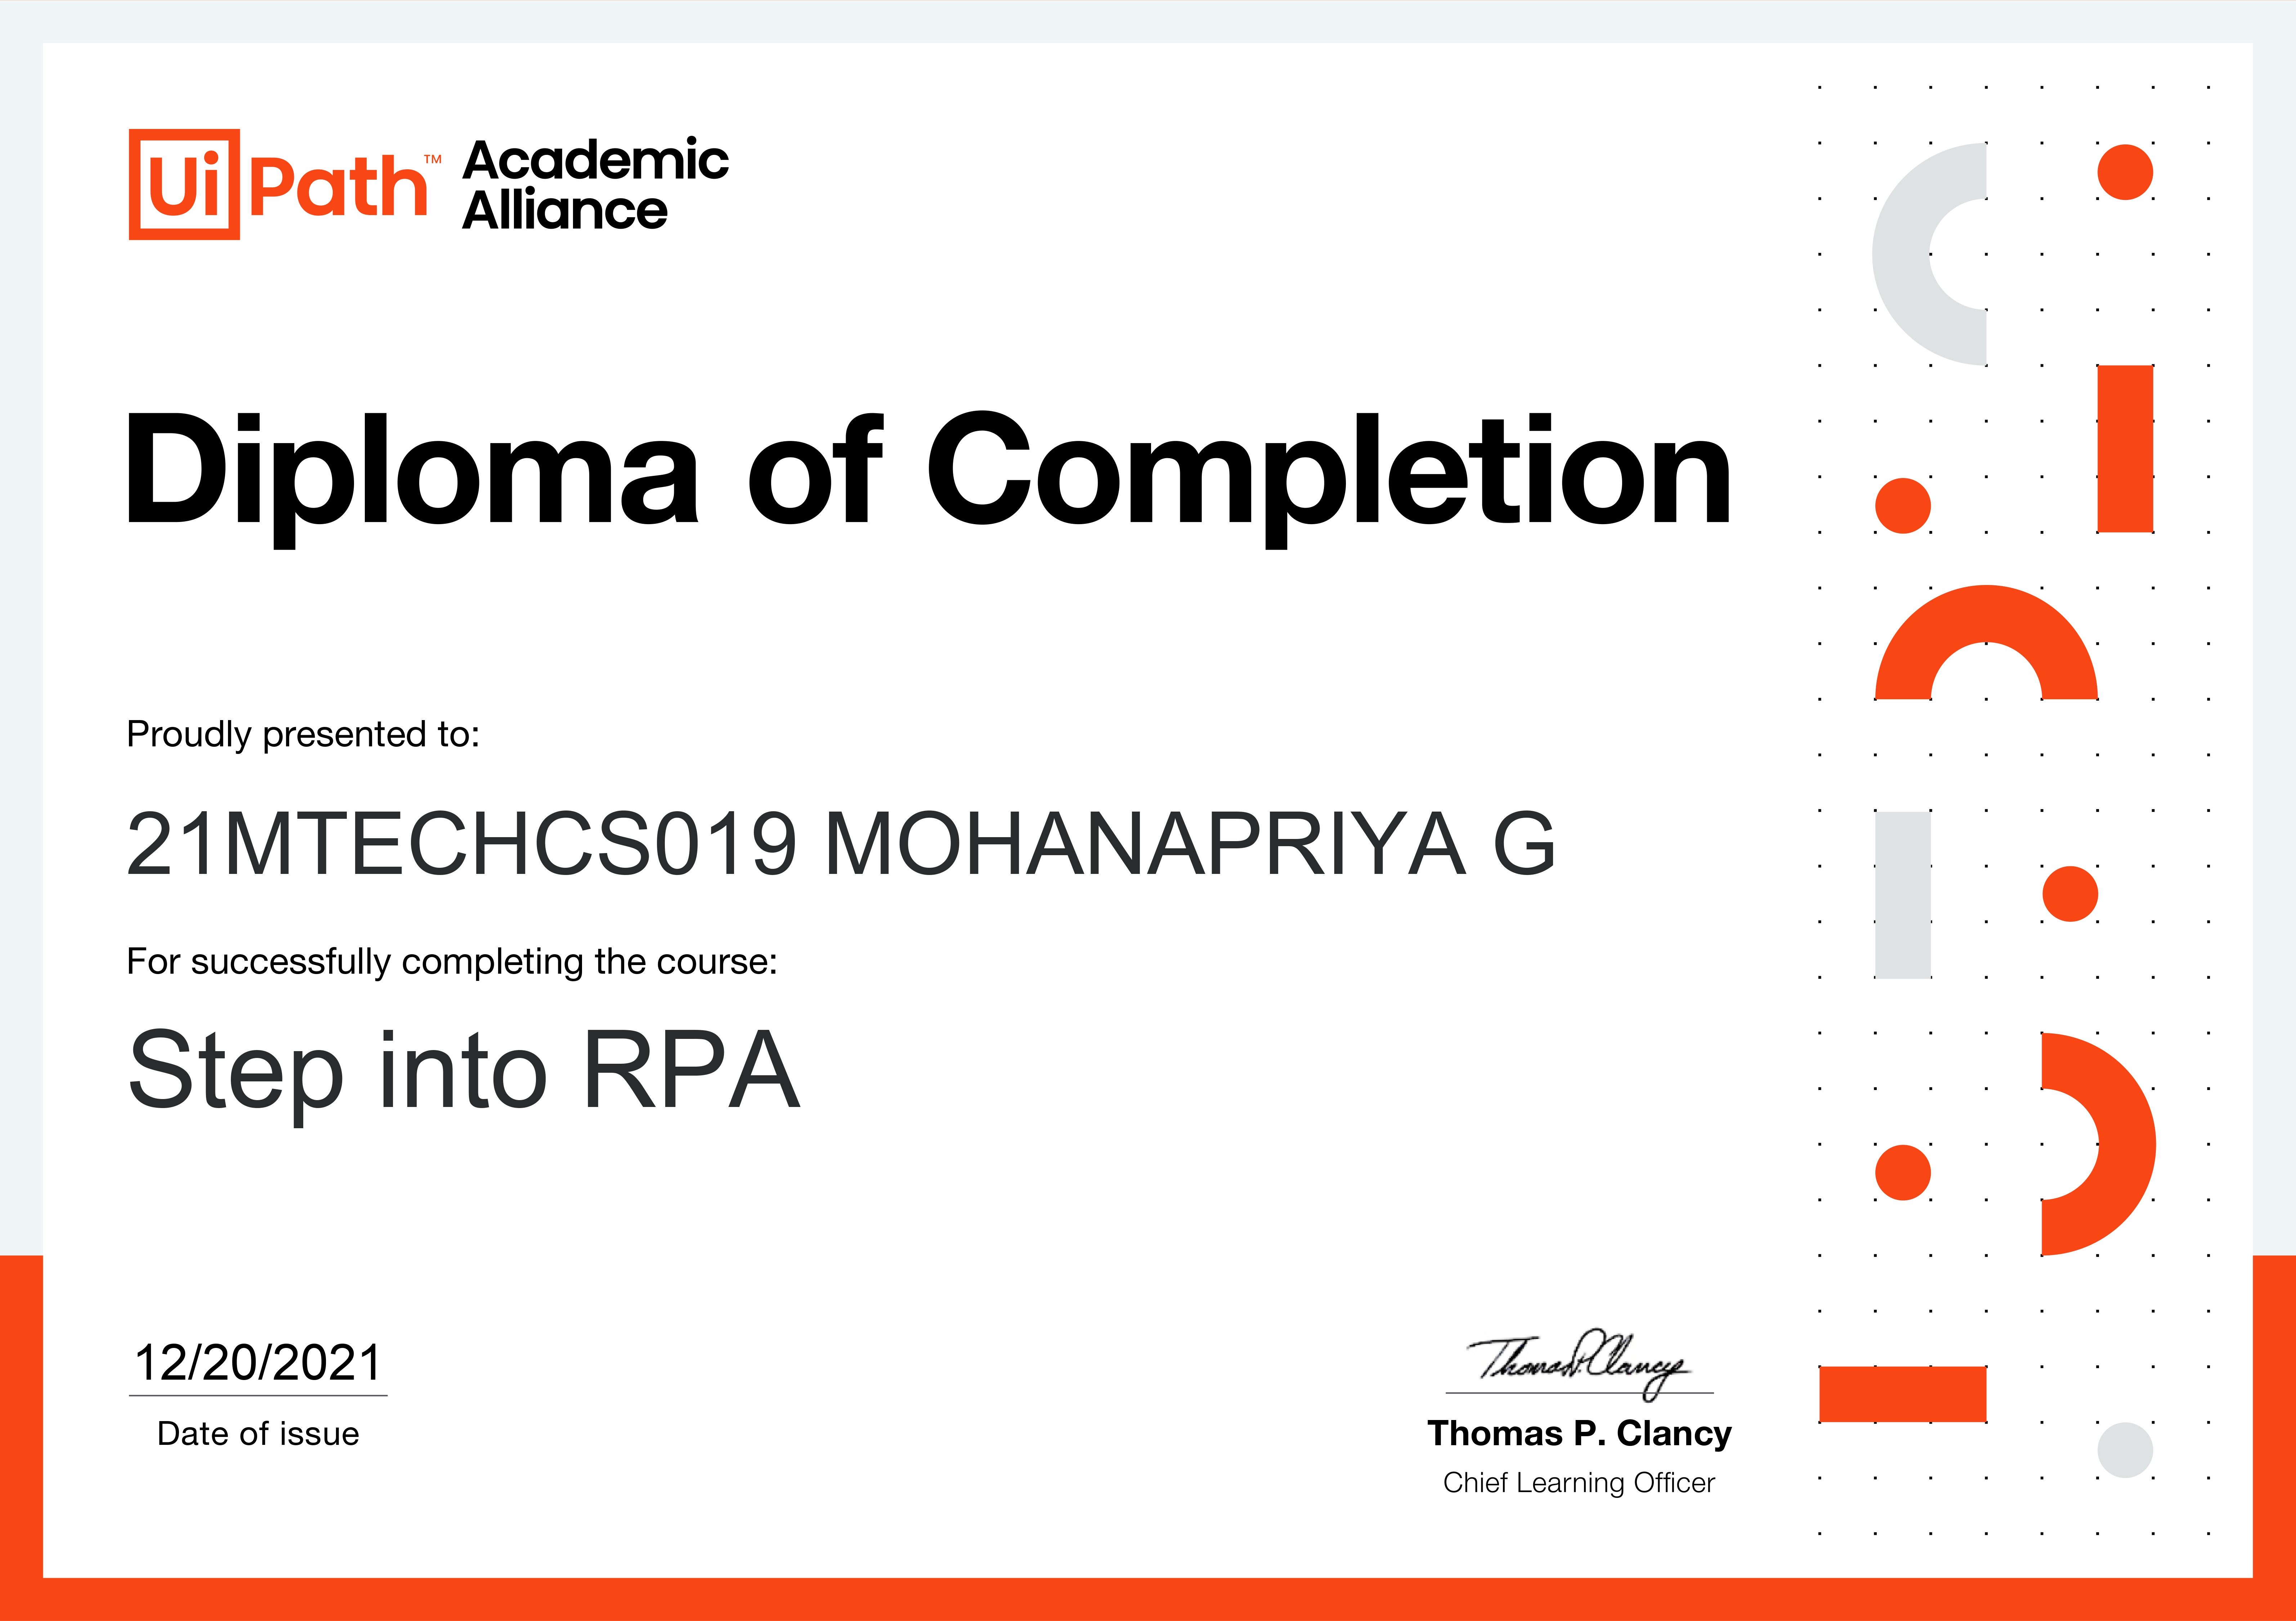 UiPath™ Academic
Alliance
Diploma of Completion
Proudly presented to:
21MTECHCS019 MOHANAPRIYA G
For successfully completing the course:
Step into RPA
12/20/2021
Date of issue
Thomas P. Clancy
Thomas P. Clancy
Chief Learning Officer